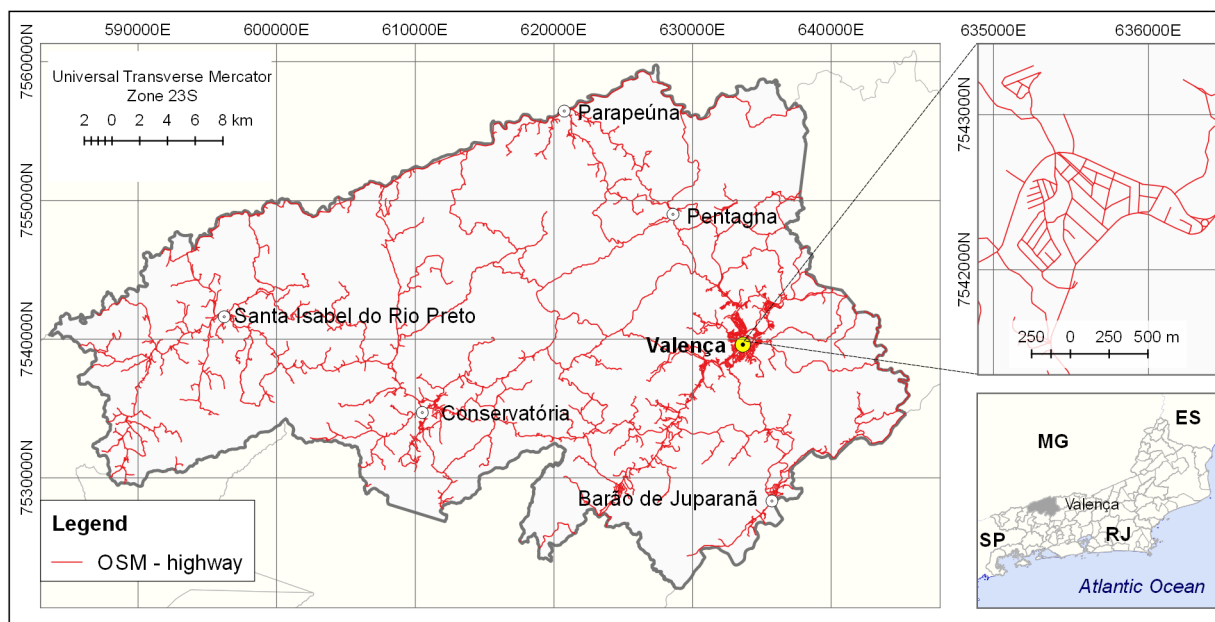 590000E
600000E
610000E
620000E
630000E
640000E
635000E
636000E
7560000N
7550000N
7540000N
7530000N
Universal Transverse Mercator
Zone 23S
2 0 2 4 6 8 km
Parapeúna
Pentagna
Santa Isabel do Rio Preto
Valença
Conservatória
Barão de Juparanã
Legend
OSM - highway
7543000N
7542000N
250 0 250 500 m
ES
MG
Valença
SP
RJ
Atlantic Ocean